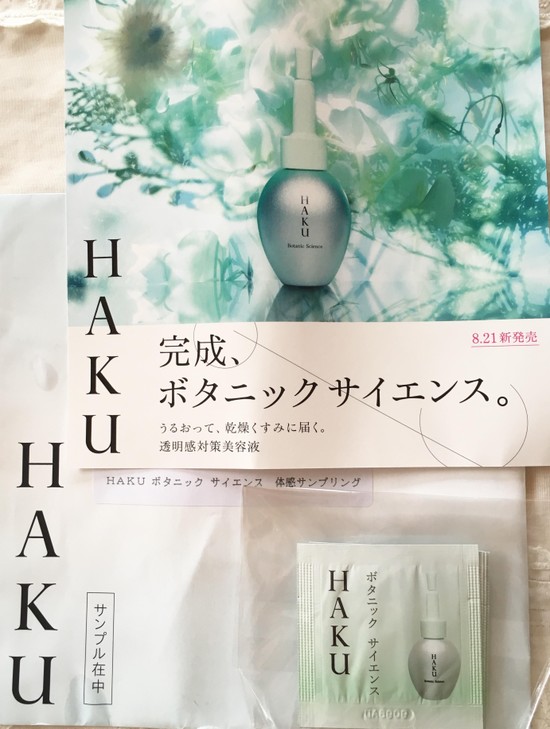 HAKU
Botanic Science
HAKU
8.21新発売
完成、
ボタニックサイエンス。
うるおって、乾燥くすみに届く。
透明感対策美容液
HAKU ボタニック サイエンス 体感サンプリング
HAKU
サンプル在中
HAKU
ボタニック サイエンス
HAKU